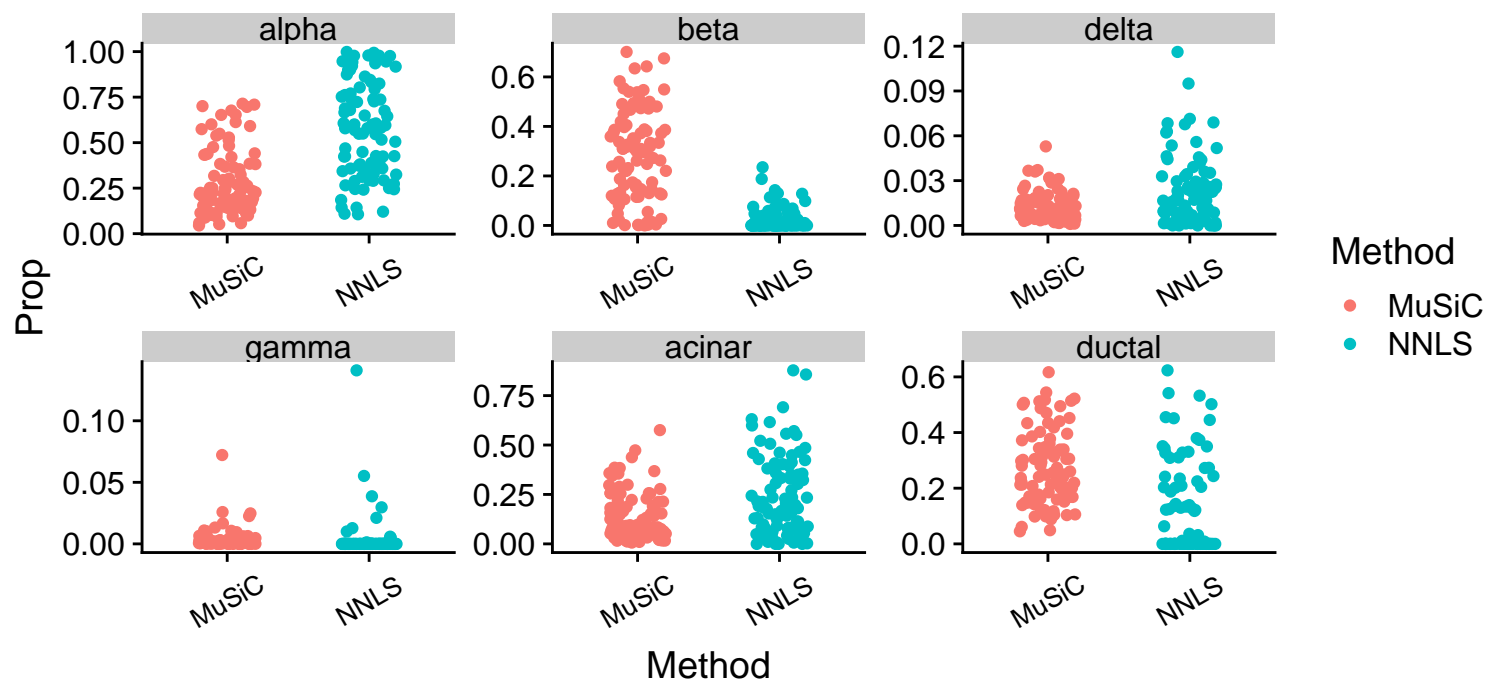 alpha
beta
delta
1.00
0.75
0.50
0.25
0.00
0.6
0.4
0.2
0.0
0.12
0.09
0.06
0.03
0.00
MuSiC
NNLS
MuSiC
NNLS
MuSiC
NNLS
Prop
gamma
acinar
ductal
0.10
0.05
0.00
0.75
0.50
0.25
0.00
0.6
0.4
0.2
0.0
MuSiC
NNLS
MuSiC
NNLS
MuSiC
NNLS
Method
Method
MuSiC
NNLS